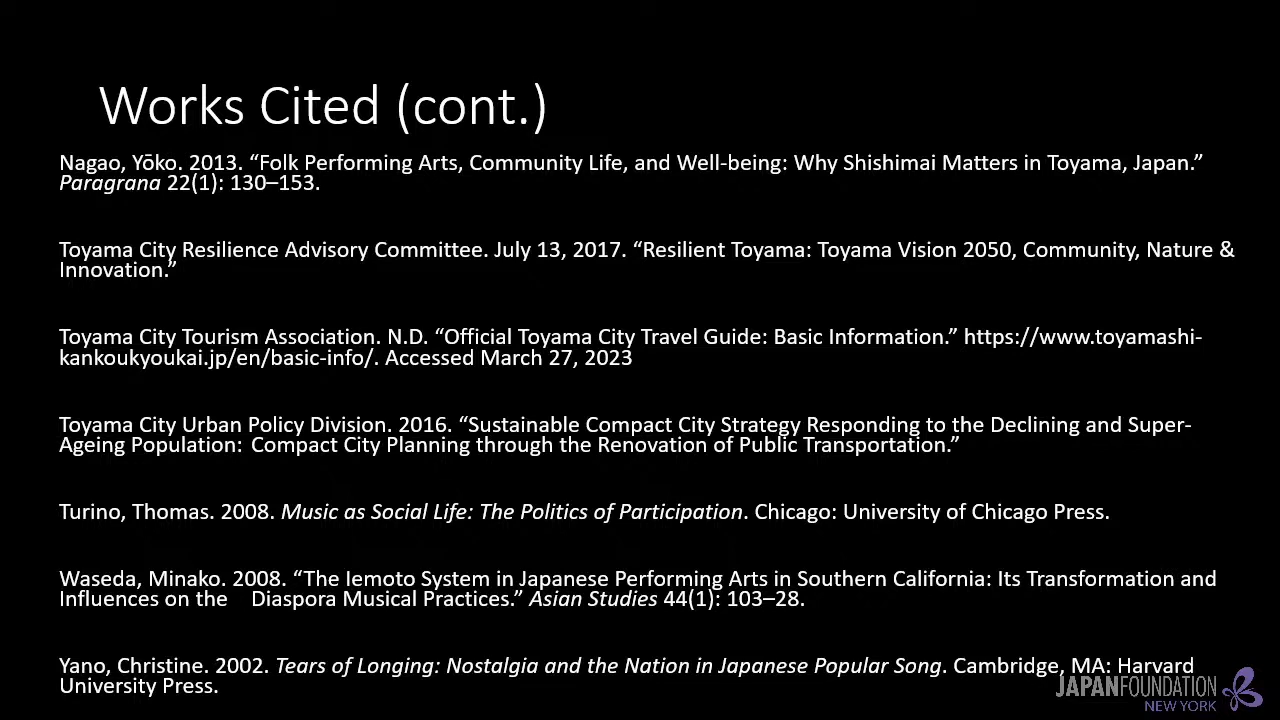 Works Cited (cont.)
Nagao, Yōko. 2013. “Folk Performing Arts, Community Life, and Well-being: Why Shishimai Matters in Toyama, Japan.”
Paragrana 22(1): 130–153.
Toyama City Resilience Advisory Committee. July 13, 2017. “Resilient Toyama: Toyama Vision 2050, Community, Nature &
Innovation.”
Toyama City Tourism Association. N.D. “Official Toyama City Travel Guide: Basic Information.” https://www.toyamashi-
kankoukyoukai.jp/en/basic-info/. Accessed March 27, 2023
Toyama City Urban Policy Division. 2016. “Sustainable Compact City Strategy Responding to the Declining and Super-
Ageing Population: Compact City Planning through the Renovation of Public Transportation.”
Turino, Thomas. 2008. Music as Social Life: The Politics of Participation. Chicago: University of Chicago Press.
Waseda, Minako. 2008. “The Iemoto System in Japanese Performing Arts in Southern California: Its Transformation and
Influences on the Diaspora Musical Practices.” Asian Studies 44(1): 103–28.
Yano, Christine. 2002. Tears of Longing: Nostalgia and the Nation in Japanese Popular Song. Cambridge, MA: Harvard
University Press.
JAPANFOUNDATION
NEW YORK